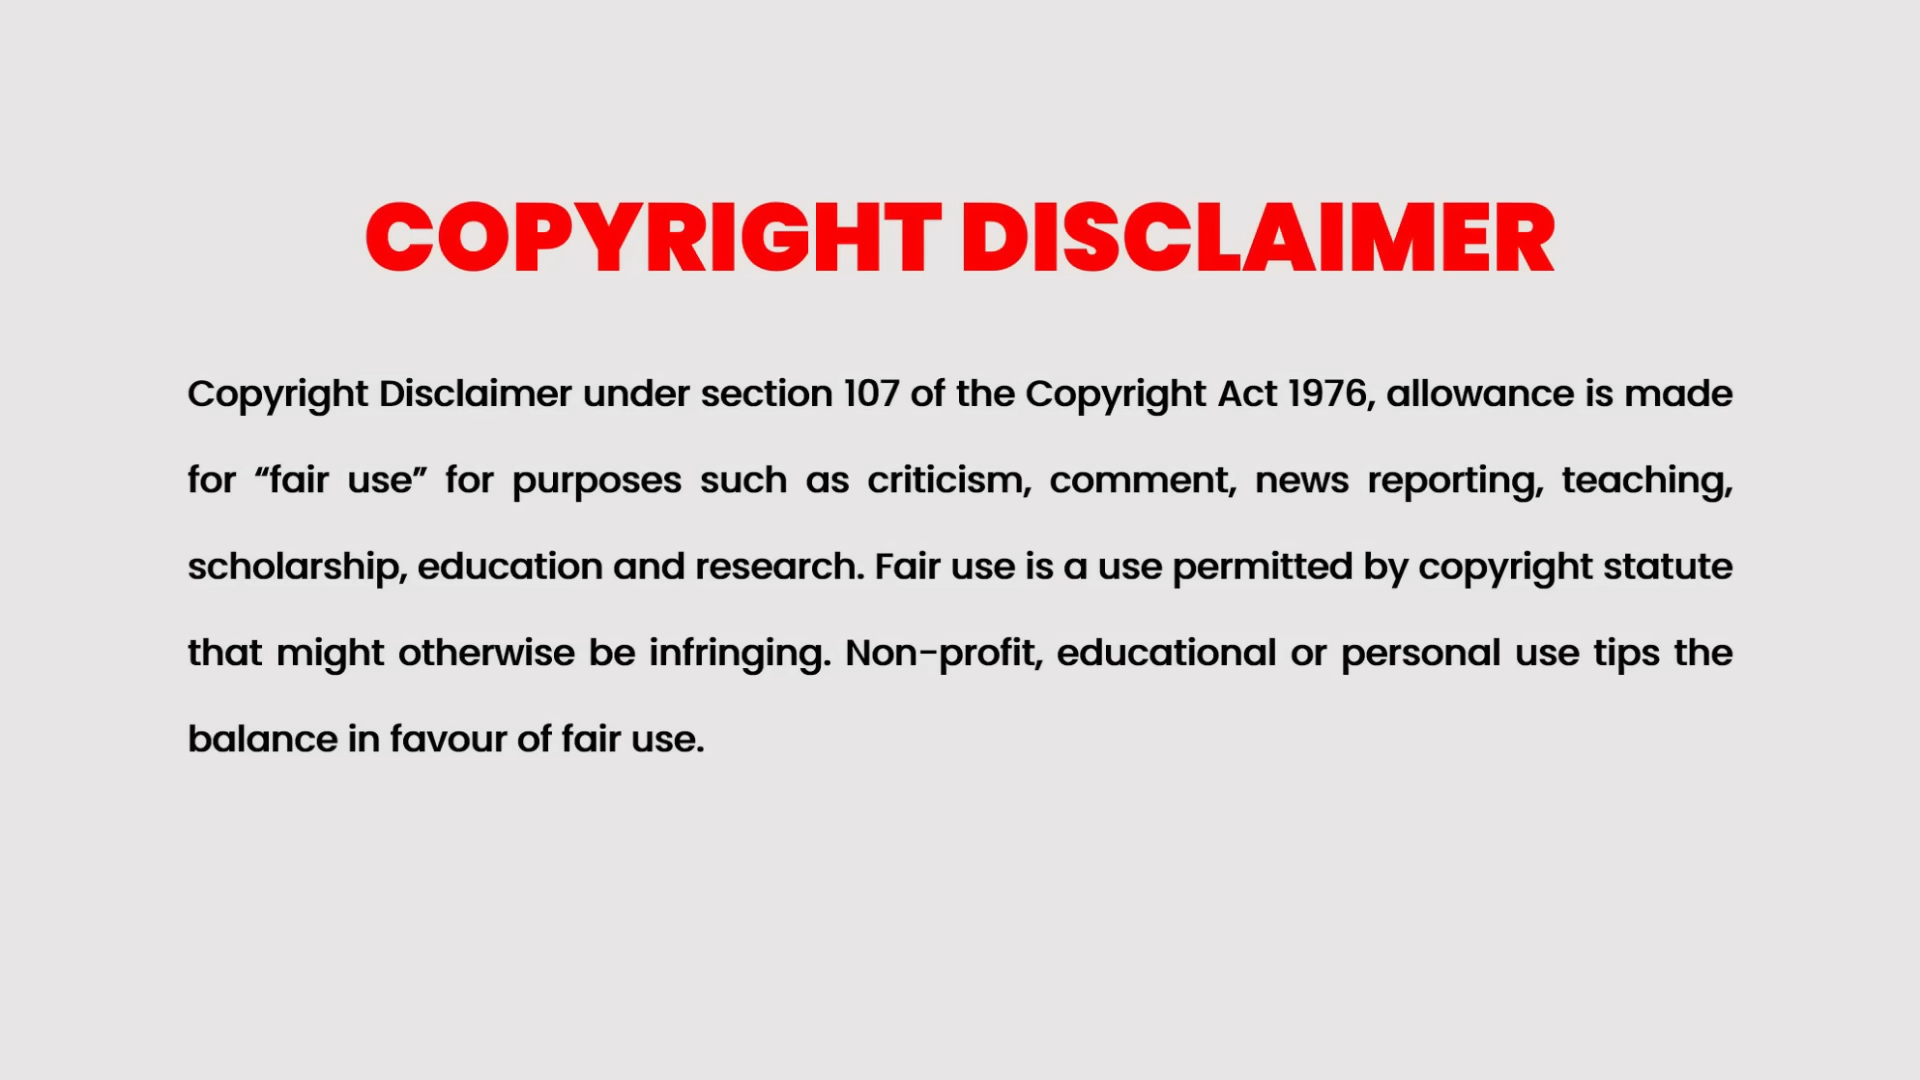 COPYRIGHT DISCLAIMER
Copyright Disclaimer under section 107 of the Copyright Act 1976, allowance is made
for “fair use” for purposes such as criticism, comment, news reporting, teaching,
scholarship, education and research. Fair use is a use permitted by copyright statute
that might otherwise be infringing. Non-profit, educational or personal use tips the
balance in favour of fair use.